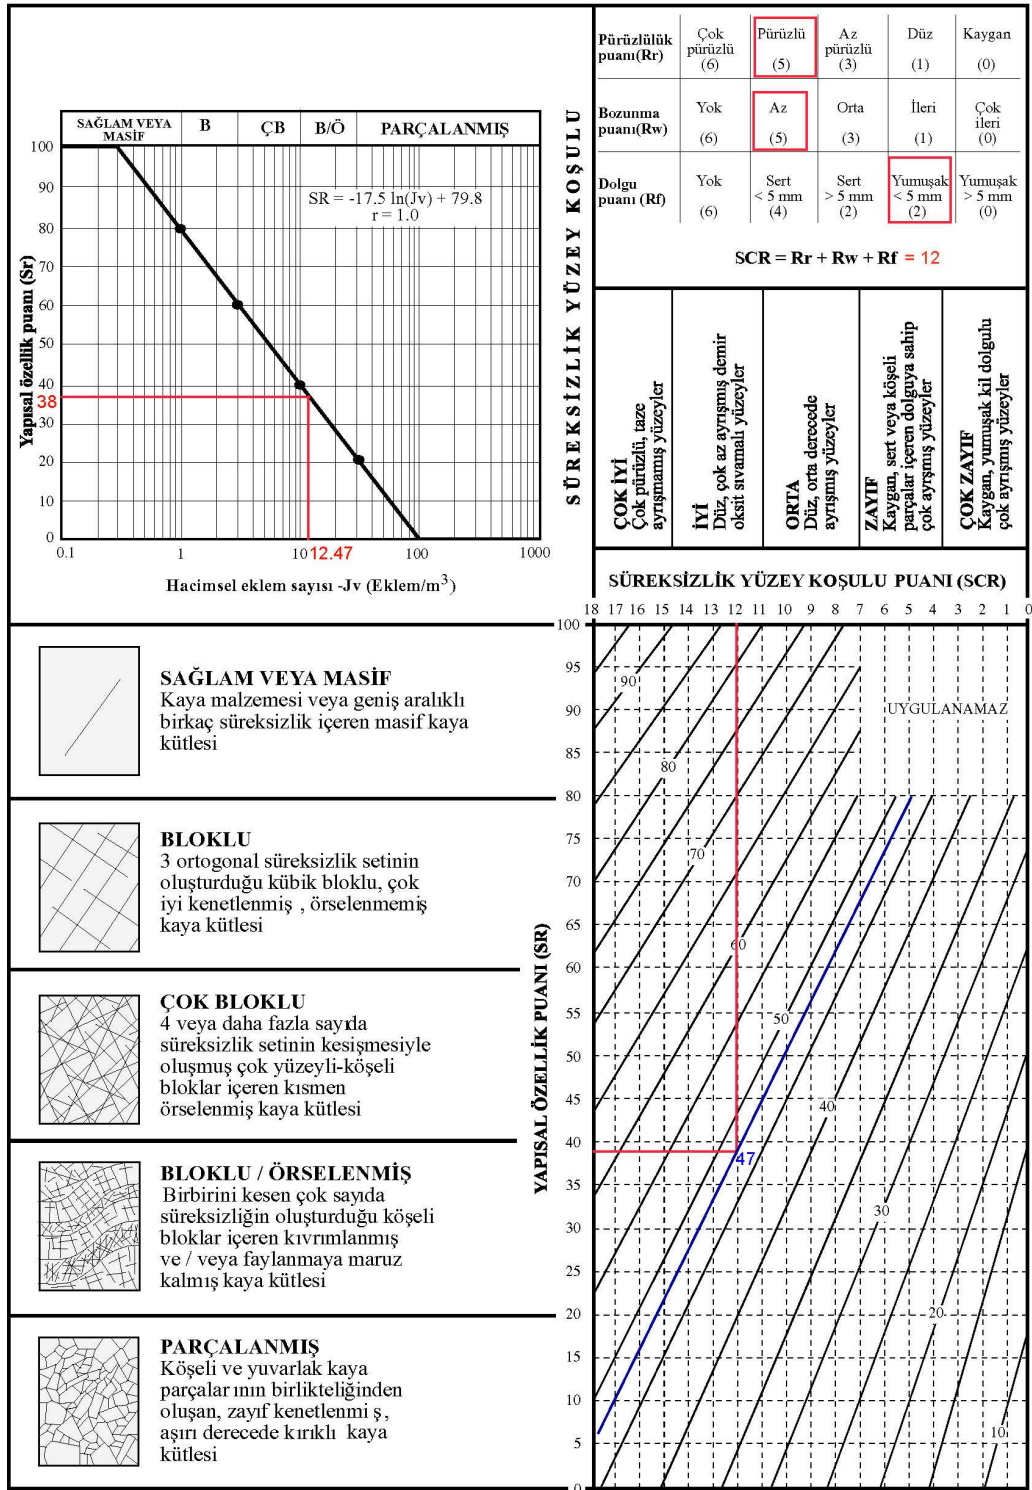 SAĞLAM VEYA
MASİF
B
ÇB
B/Ö
PARÇALANMIŞ
100
90
80
70
60
50
40
38
30
20
10
0
Yapısal özellik puanı (Sr)
SR = -17.5 ln(Jv) + 79.8
r = 1.0
0.1
1
10
12.47
100
1000
Hacimsel eklem sayısı -Jv (Eklem/m³)
SÜREKSİZLİK YÜZEY KOŞULU
Pürüzlülük
puanı(Rr)
Çok
pürüzlü
(6)
Pürüzlü
(5)
Az
pürüzlü
(3)
Düz
(1)
Kaygan
(0)
Bozunma
puanı(Rw)
Yok
(6)
Az
(5)
Orta
(3)
İleri
(1)
Çok
ileri
(0)
Dolgu
puanı (Rf)
Yok
(6)
Sert
< 5 mm
(4)
Sert
> 5 mm
(2)
Yumuşak
< 5 mm
(2)
Yumuşak
> 5 mm
(0)
SCR = Rr + Rw + Rf = 12
ÇOK İYİ
Çok pürüzlü, taze
ayrışmamış yüzeyler
İYİ
Düz, çok az ayrışmış demir
oksit sıvamalı yüzeyler
ORTA
Düz, orta derecede
ayrışmış yüzeyler
ZAYIF
Kaygan, sert veya köşeli
parçalar içeren dolguya sahip
çok ayrışmış yüzeyler
ÇOK ZAYIF
Kaygan, yumuşak kil dolgulu
çok ayrışmış yüzeyler
SÜREKSİZLİK YÜZEY KOŞULU PUANI (SCR)
18 17 16 15 14 13 12 11 10 9 8 7 6 5 4 3 2 1 0
SAĞLAM VEYA MASİF
Kaya malzemesi veya geniş aralıklı
birkaç süreksizlik içeren masif kaya
kütlesi
BLOKLU
3 ortogonal süreksizlik setinin
oluşturduğu kübik bloklu, çok
iyi kenetlenmiş , örselenmemiş
kaya kütlesi
ÇOK BLOKLU
4 veya daha fazla sayıda
süreksizlik setinin kesişmesiyle
oluşmuş çok yüzeyli-köşeli
bloklar içeren kısmen
örselenmiş kaya kütlesi
BLOKLU / ÖRSELENMİŞ
Birbirini kesen çok sayıda
süreksizliğin oluşturduğu köşeli
bloklar içeren kıvrımlanmış
ve / veya faylanmaya maruz
kalmış kaya kütlesi
PARÇALANMIŞ
Köşeli ve yuvarlak kaya
parçalar ının birlikteliğinden
oluşan, zayıf kenetlenmi ş ,
aşırı derecede kırıklı kaya
kütlesi
YAPISAL ÖZELLİK PUANI (SR)
100
95
90
85
80
75
70
65
60
55
50
45
40
35
30
25
20
15
10
5
0
UYGULANAMAZ
90
80
70
60
50
40
47
30
20
10